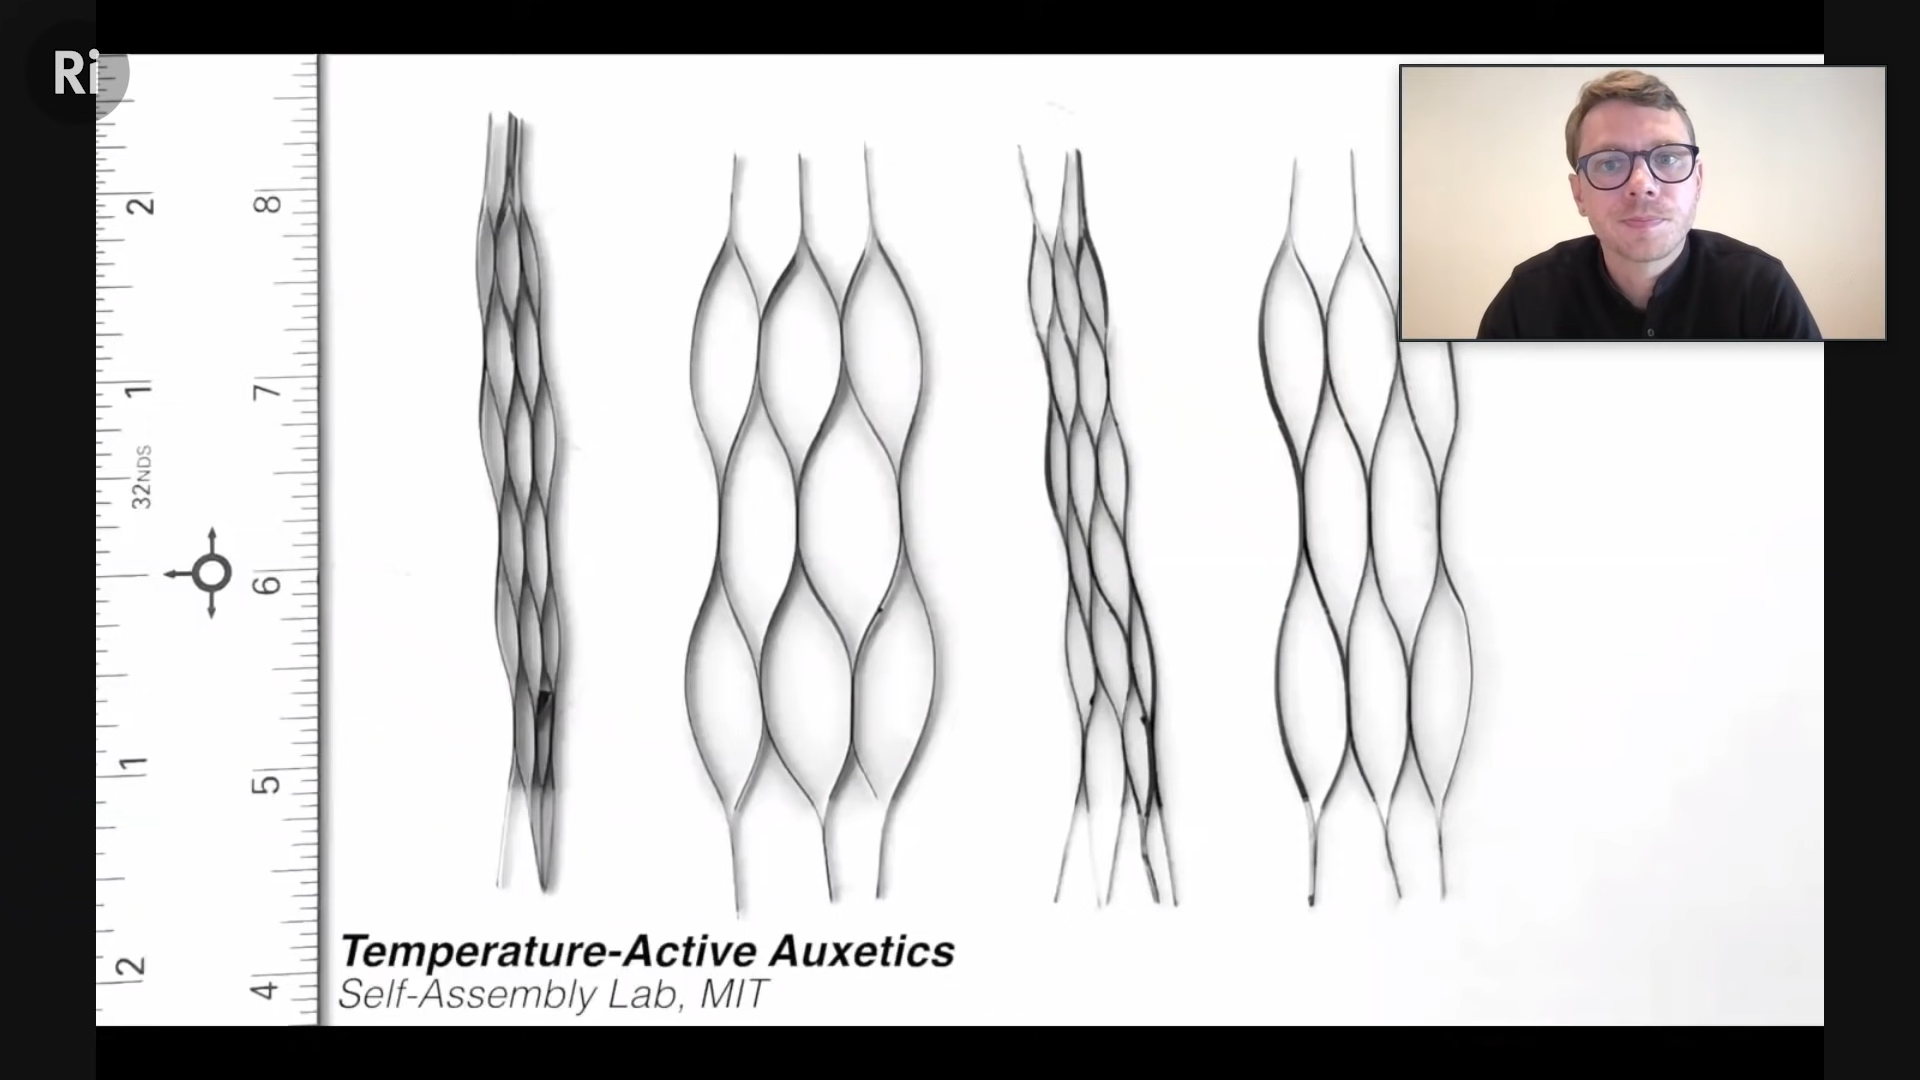 Ri
2
1
32NDS
1
2
8
7
6
5
4
Temperature-Active Auxetics
Self-Assembly Lab, MIT